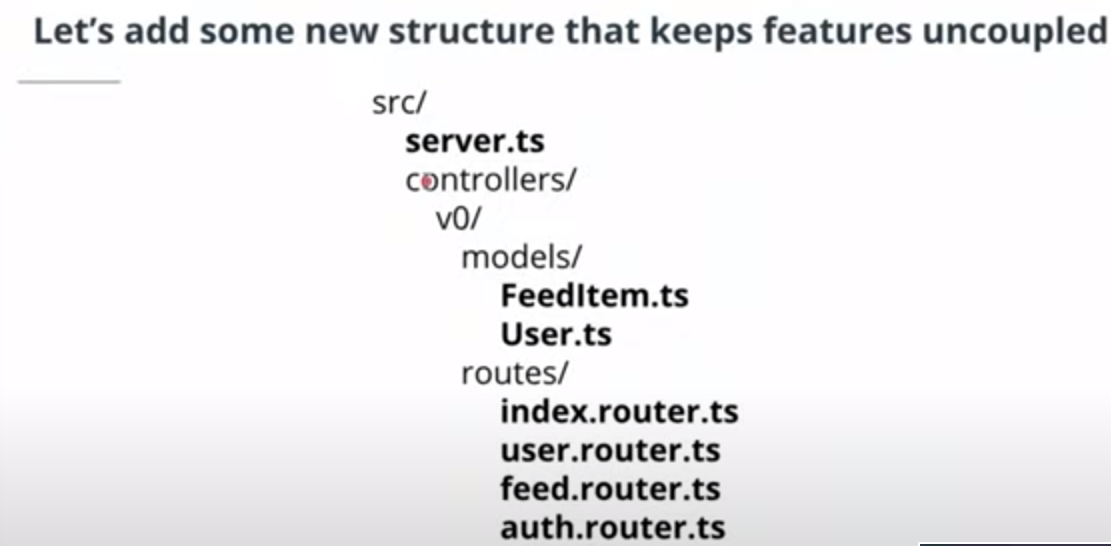 Let's add some new structure that keeps features uncoupled
src/
server.ts
controllers/
v0/
models/
FeedItem.ts
User.ts
routes/
index.router.ts
user.router.ts
feed.router.ts
auth.router.ts